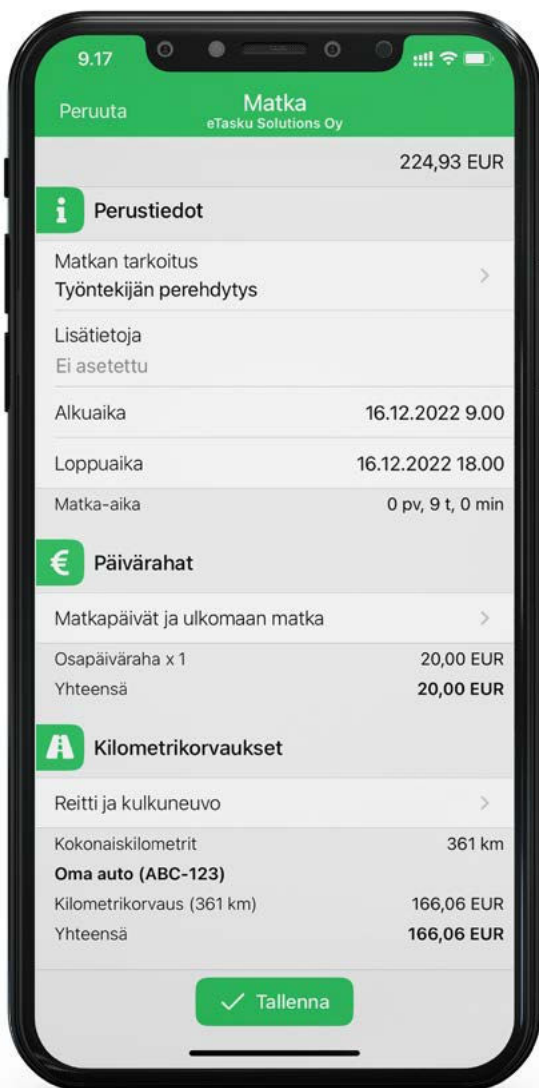 9.17
Peruuta
Matka
eTasku Solutions Oy
224,93 EUR
Perustiedot
Matkan tarkoitus
Työntekijän perehdytys
Lisätietoja
Ei asetettu
Alkuaika 16.12.2022 9.00
Loppuaika 16.12.2022 18.00
Matka-aika 0 pv, 9 t, 0 min
€ Päivärahat
Matkapäivät ja ulkomaan matka
Osapäiväraha x 1 20,00 EUR
Yhteensä 20,00 EUR
Kilometrikorvaukset
Reitti ja kulkuneuvo
Kokonaiskilometrit 361 km
Oma auto (ABC-123)
Kilometrikorvaus (361 km) 166,06 EUR
Yhteensä 166,06 EUR
Tallenna